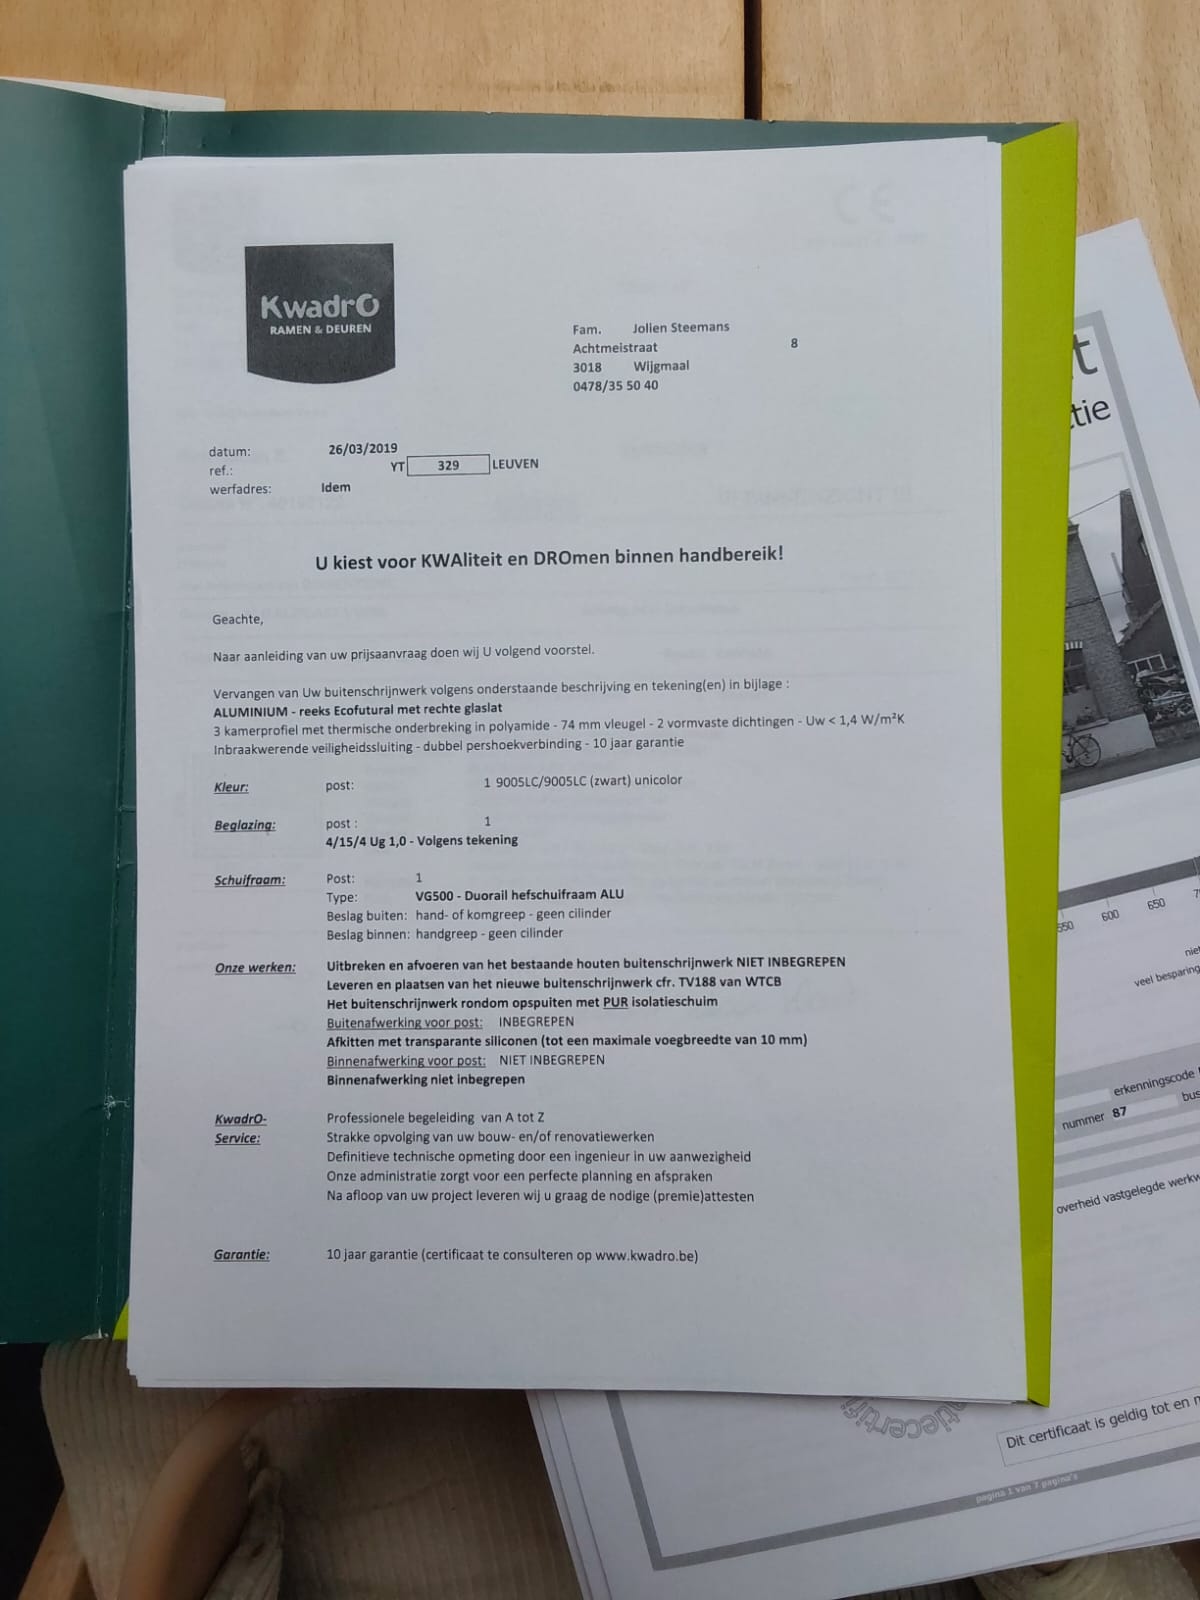 KwadrO
RAMEN & DEUREN
Fam. Jolien Steemans
Achtmeistraat 8
3018 Wijgmaal
0478/35 50 40
datum: 26/03/2019
ref.: YT 329 LEUVEN
werfadres: Idem
U kiest voor KWAliteit en DROmen binnen handbereik!
Geachte,
Naar aanleiding van uw prijsaanvraag doen wij U volgend voorstel.
Vervangen van Uw buitenschrijnwerk volgens onderstaande beschrijving en tekening(en) in bijlage :
ALUMINIUM - reeks Ecofutural met rechte glaslat
3 kamerprofiel met thermische onderbreking in polyamide - 74 mm vleugel - 2 vormvaste dichtingen - Uw < 1,4 W/m²K
Inbraakwerende veiligheidssluiting - dubbel pershoekverbinding - 10 jaar garantie
Kleur: post: 1 9005LC/9005LC (zwart) unicolor
Beglazing: post : 1
4/15/4 Ug 1,0 - Volgens tekening
Schuifraam: Post: 1
Type: VG500 - Duorail hefschuifraam ALU
Beslag buiten: hand- of komgreep - geen cilinder
Beslag binnen: handgreep - geen cilinder
Onze werken: Uitbreken en afvoeren van het bestaande houten buitenschrijnwerk NIET INBEGREPEN
Leveren en plaatsen van het nieuwe buitenschrijnwerk cfr. TV188 van WTCB
Het buitenschrijnwerk rondom opspuiten met PUR isolatieschuim
Buitenafwerking voor post: INBEGREPEN
Afkitten met transparante siliconen (tot een maximale voegbreedte van 10 mm)
Binnenafwerking voor post: NIET INBEGREPEN
Binnenafwerking niet inbegrepen
KwadrO- Professionele begeleiding van A tot Z
Service: Strakke opvolging van uw bouw- en/of renovatiewerken
Definitieve technische opmeting door een ingenieur in uw aanwezigheid
Onze administratie zorgt voor een perfecte planning en afspraken
Na afloop van uw project leveren wij u graag de nodige (premie)attesten
Garantie: 10 jaar garantie (certificaat te consulteren op www.kwadro.be)
t
tie
550 600 650
veel besparing
erkenningscode
nummer 87 bus
overheid vastgelegde werkw
Dit certificaat is geldig tot en
pagina 1 van 7 pagina's